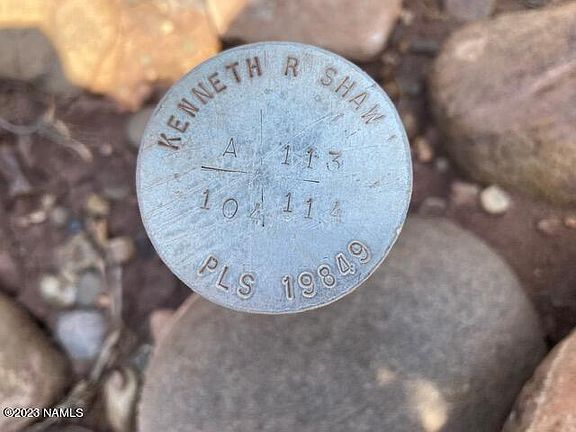 KENNETH R SHAW
A 113
104 114
PLS 19849
©2023 NAMLS